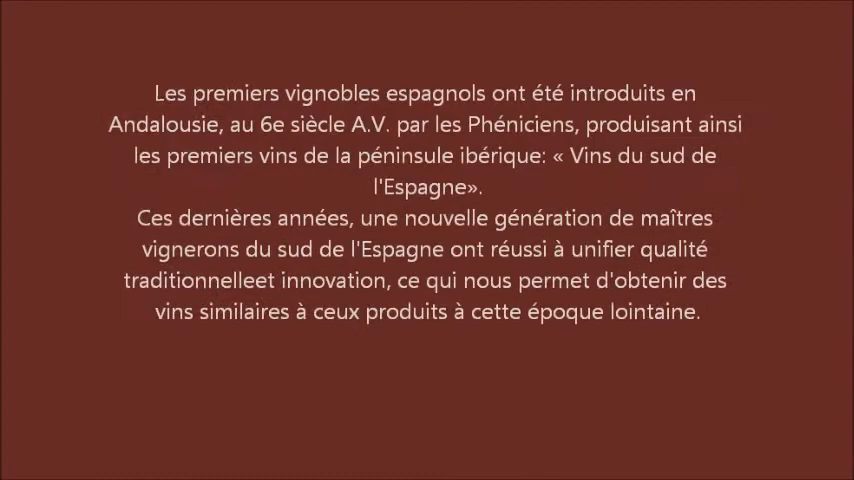 Les premiers vignobles espagnols ont été introduits en
Andalousie, au 6e siècle A.V. par les Phéniciens, produisant ainsi
les premiers vins de la péninsule ibérique: « Vins du sud de
l'Espagne».
Ces dernières années, une nouvelle génération de maîtres
vignerons du sud de l'Espagne ont réussi à unifier qualité
traditionnelleet innovation, ce qui nous permet d'obtenir des
vins similaires à ceux produits à cette époque lointaine.